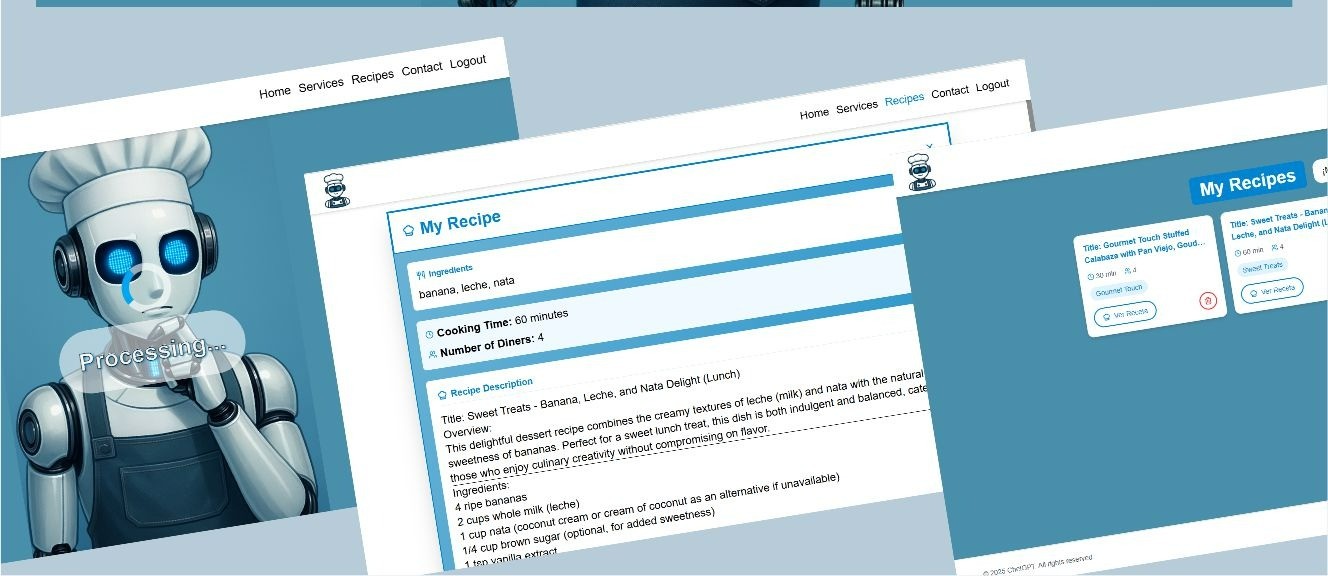 Home Services Recipes Contact Logout
Processing...
Home Services Recipes Contact Logout
My Recipe
Ingredients
banana, leche, nata
Cooking Time: 60 minutes
Number of Diners: 4
Recipe Description
Title: Sweet Treats - Banana, Leche, and Nata Delight (Lunch)
Overview:
This delightful dessert recipe combines the creamy textures of leche (milk) and nata with the natural
sweetness of bananas. Perfect for a sweet lunch treat, this dish is both indulgent and balanced, cate
those who enjoy culinary creativity without compromising on flavor.
Ingredients:
4 ripe bananas
2 cups whole milk (leche)
1 cup nata (coconut cream or cream of coconut as an alternative if unavailable)
1/4 cup brown sugar (optional, for added sweetness)
1 tsp vanilla extract
My Recipes
Title: Gourmet Touch Stuffed
Calabaza with Pan Viejo, Goud...
30 min 4
Gourmet Touch
Ver Receta
Title: Sweet Treats - Banan
Leche, and Nata Delight (L
60 min 4
Sweet Treats
Ver Receta
© 2025 ChefGPT. All rights reserved.